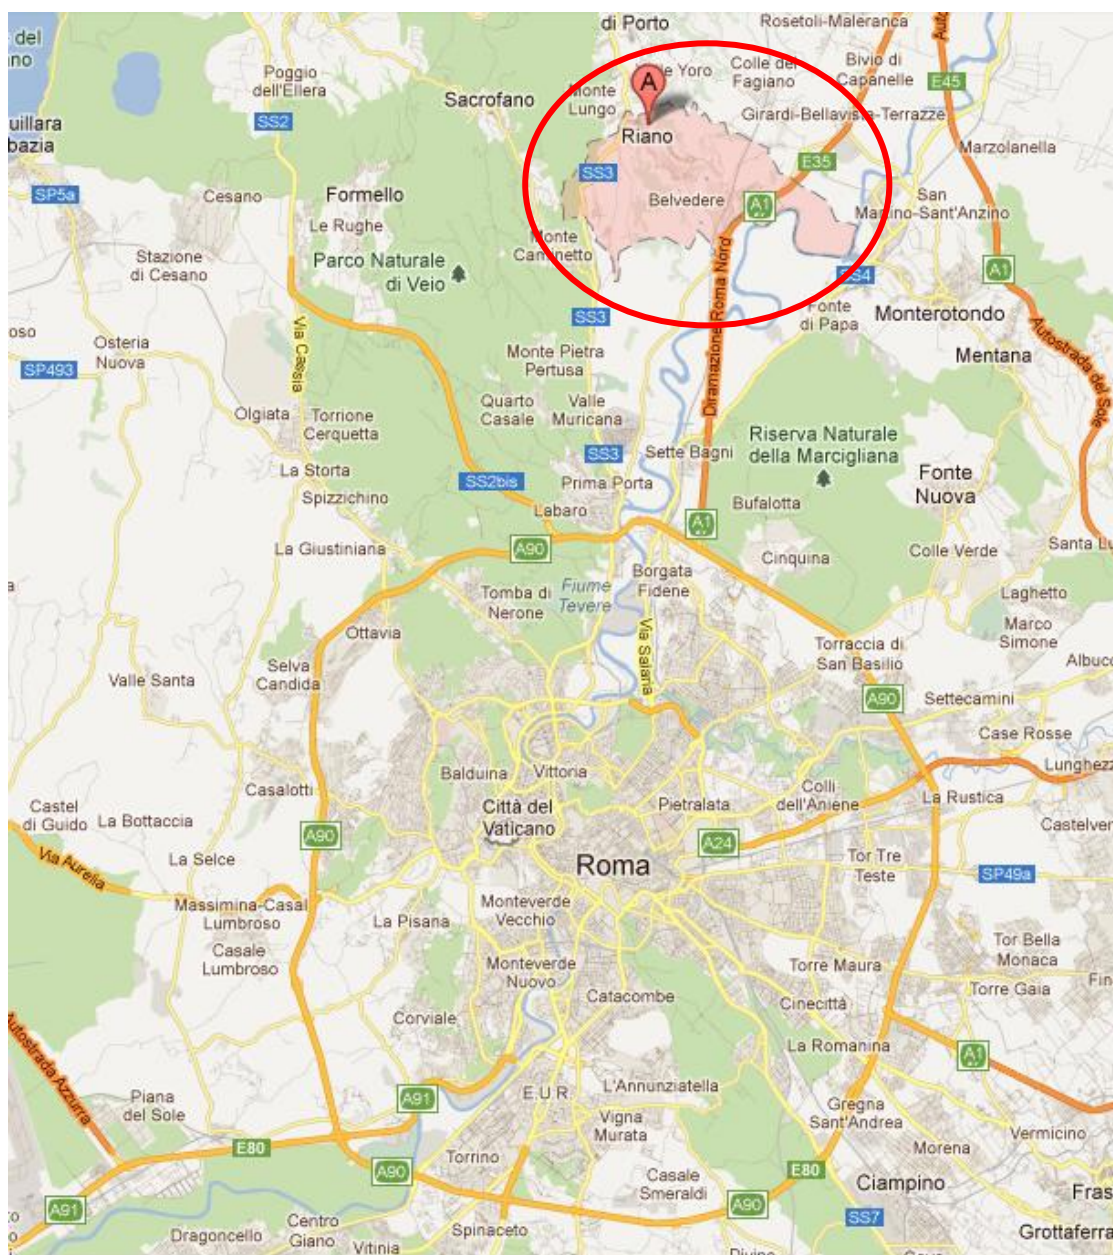 di Porto
Rosetoli-Maleranca
del
no
Poggio
dell'Ellera
Sacrofano
A
Yoro
Colle del
Fagiano
Bivio di
Capanelle
E45
Monte
Lungo
Girardi-Bellavista-Terrazze
uillara
bazia
SS2
Riano
Marzolanella
E35
SP5a
Cesano
Formello
SS3
Belvedere
A1
San
Martino-Sant'Anzino
Le Rughe
Stazione
di Cesano
Parco Naturale
di Veio
Monte
Caminetto
SS4
A1
Fonte
di Papa
Monterotondo
oso
Osteria
Nuova
SP493
Via Cassia
SS3
Diramazione Roma Nord
Autostrada del Sole
Mentana
Monte Pietra
Pertusa
Quarto
Casale
Valle
Muricana
Olgiata
Torrione
Cerquetta
Riserva Naturale
della Marcigliana
SS3
Sette Bagni
La Storta
SS2bis
Prima Porta
Fonte
Nuova
Spizzichino
Labaro
Bufalotta
A1
La Giustiniana
A90
Cinquina
Colle Verde
Santa Lu
Borgata
Fidene
Tomba di
Nerone
Fiume
Tevere
Laghetto
Marco
Simone
Ottavia
Via Salaria
Torraccia di
San Basilio
Selva
Candida
Albuc
Valle Santa
A90
Settecamini
Case Rosse
Balduina
Vittoria
Lunghezz
Casalotti
Colli
dell'Aniene
La Rustica
Castel
di Guido
La Bottaccia
Città del
Vaticano
Pietralata
A90
A24
Castelver
Via Aurelia
La Selce
Roma
Tor Tre
Teste
SP49a
Massimina-Casal
Lumbroso
La Pisana
Monteverde
Vecchio
Casale
Lumbroso
Tor Bella
Monaca
Monteverde
Nuovo
Torre Maura
Fin
Torre Gaia
Catacombe
Cinecittà
Corviale
Autostrada Azzurra
La Romanina
A1
Piana
del Sole
A91
E.U.R.
L'Annunziatella
Gregna
Sant'Andrea
Vigna
Murata
Vermicino
E80
Morena
A90
Torrino
E80
Casale
Smeraldi
Ciampino
Fras
A91
A90
SS7
Centro
Giano
Dragoncello
Vitinia
Spinaceto
Grottaferra